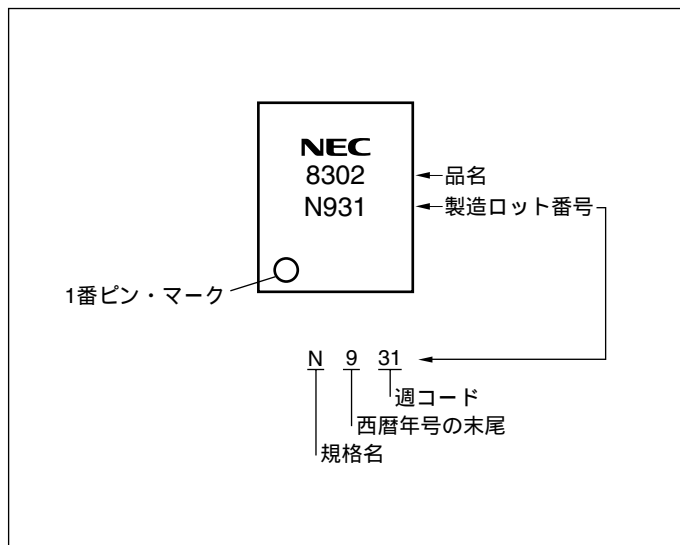 NEC
8302
N931
品名
製造ロット番号
1番ピン・マーク
N 9 31
週コード
西暦年号の末尾
規格名